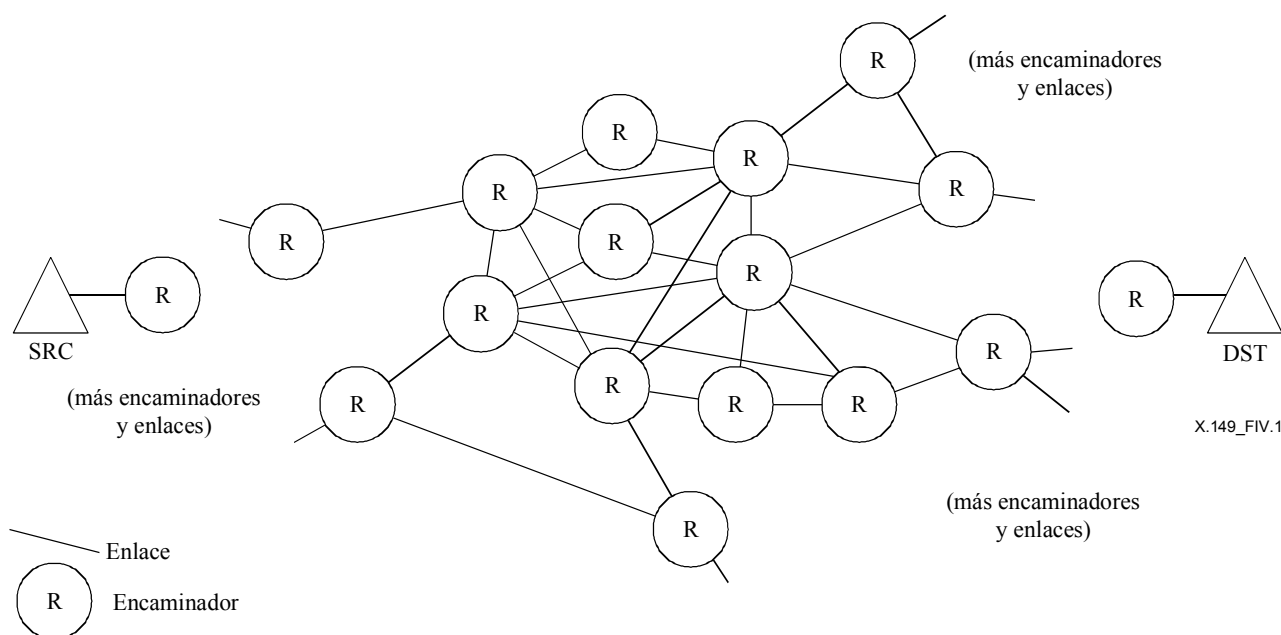 R
(más encaminadores
y enlaces)
R
R
R
R
R
R
R
R
R
R
SRC
R
DST
R
(más encaminadores
y enlaces)
R
R
R
X.149_FIV.1
(más encaminadores
y enlaces)
R
Enlace
R
Encaminador